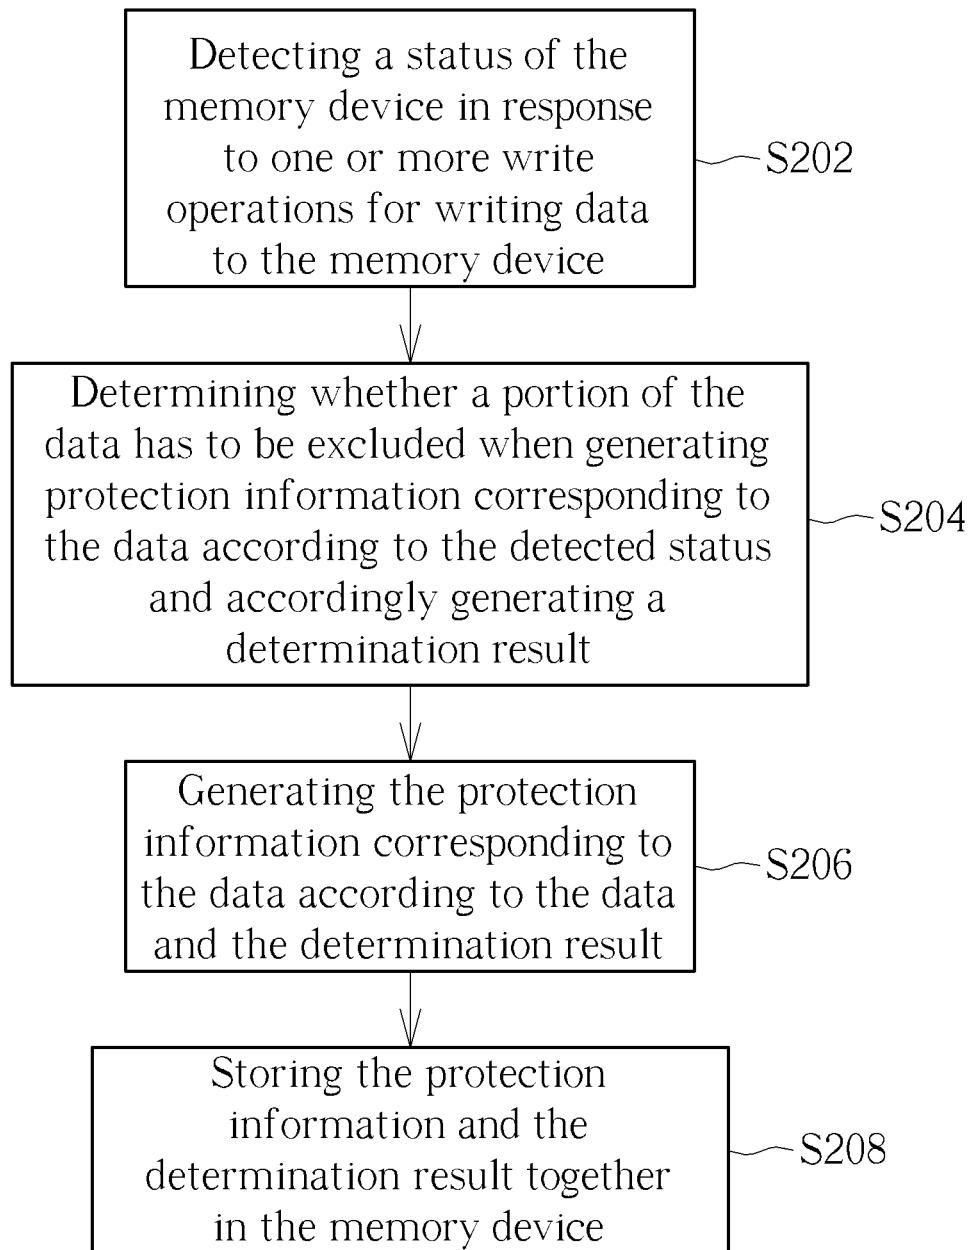 Detecting a status of the
memory device in response
to one or more write
operations for writing data
to the memory device
S202
Determining whether a portion of the
data has to be excluded when generating
protection information corresponding to
the data according to the detected status
and accordingly generating a
determination result
S204
Generating the protection
information corresponding to
the data according to the data
and the determination result
S206
Storing the protection
information and the
determination result together
in the memory device
S208